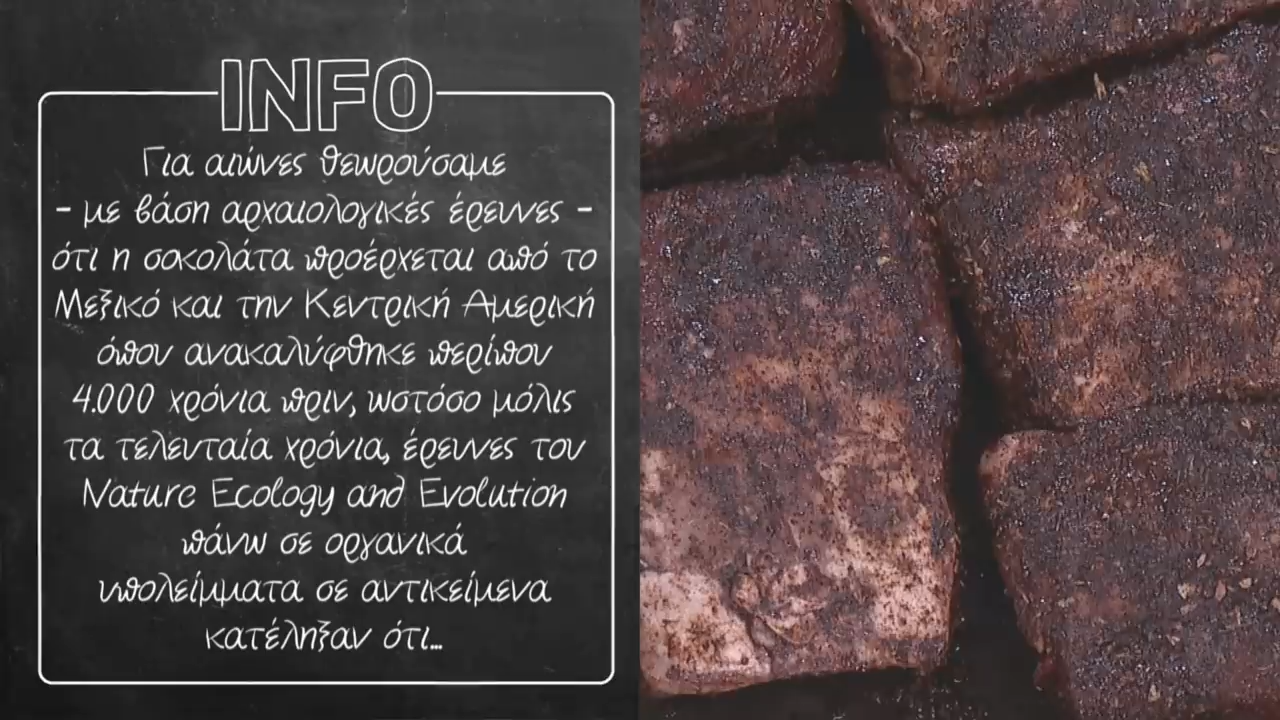 INFO
Για αιώνες θεωρούσαμε
- με βάση αρχαιολογικές έρευνες -
ότι η σοκολάτα προέρχεται από το
Μεξικό και την Κεντρική Αμερική
όπου ανακαλύφθηκε περίπου
4.000 χρόνια πριν, ωστόσο μόλις
τα τελευταία χρόνια, έρευνες του
Nature Ecology and Evolution
πάνω σε οργανικά
υπολείμματα σε αντικείμενα
κατέληξαν ότι...